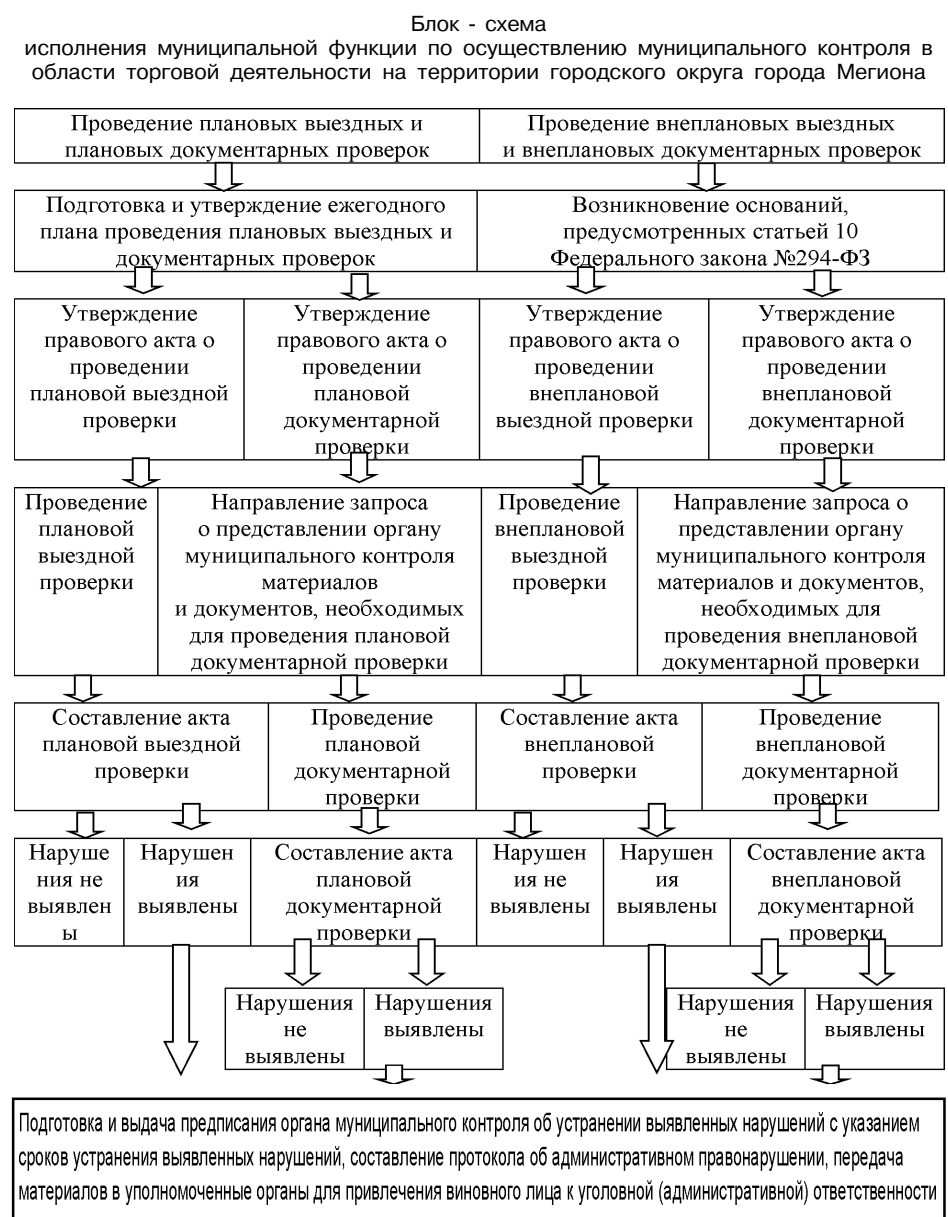 Блок - схема
исполнения муниципальной функции по осуществлению муниципального контроля в
области торговой деятельности на территории городского округа города Мегиона
Проведение плановых выездных и
плановых документарных проверок
Проведение внеплановых выездных
и внеплановых документарных проверок
Подготовка и утверждение ежегодного
плана проведения плановых выездных и
документарных проверок
Возникновение оснований,
предусмотренных статьей 10
Федерального закона №294-ФЗ
Утверждение
правового акта о
проведении
плановой выездной
проверки
Утверждение
правового акта о
проведении
плановой
документарной
проверки
Утверждение
правового акта о
проведении
внеплановой
выездной проверки
Утверждение
правового акта о
проведении
внеплановой
документарной
проверки
Проведение
плановой
выездной
проверки
Направление запроса
о представлении органу
муниципального контроля
материалов
и документов, необходимых
для проведения плановой
документарной проверки
Проведение
внеплановой
выездной
проверки
Направление запроса о
представлении органу
муниципального контроля
материалов и документов,
необходимых для
проведения внеплановой
документарной проверки
Составление акта
плановой выездной
проверки
Проведение
плановой
документарной
проверки
Составление акта
внеплановой
проверки
Проведение
внеплановой
документарной
проверки
Наруше
ния не
выявлен
ы
Нарушен
ия
выявлены
Составление акта
плановой
документарной
проверки
Нарушен
ия не
выявлены
Нарушен
ия
выявлены
Составление акта
внеплановой
документарной
проверки
Нарушения
не
выявлены
Нарушения
выявлены
Нарушения
не
выявлены
Нарушения
выявлены
Подготовка и выдача предписания органа муниципального контроля об устранении выявленных нарушений с указанием
сроков устранения выявленных нарушений, составление протокола об административном правонарушении, передача
материалов в уполномоченные органы для привлечения виновного лица к уголовной (административной) ответственности